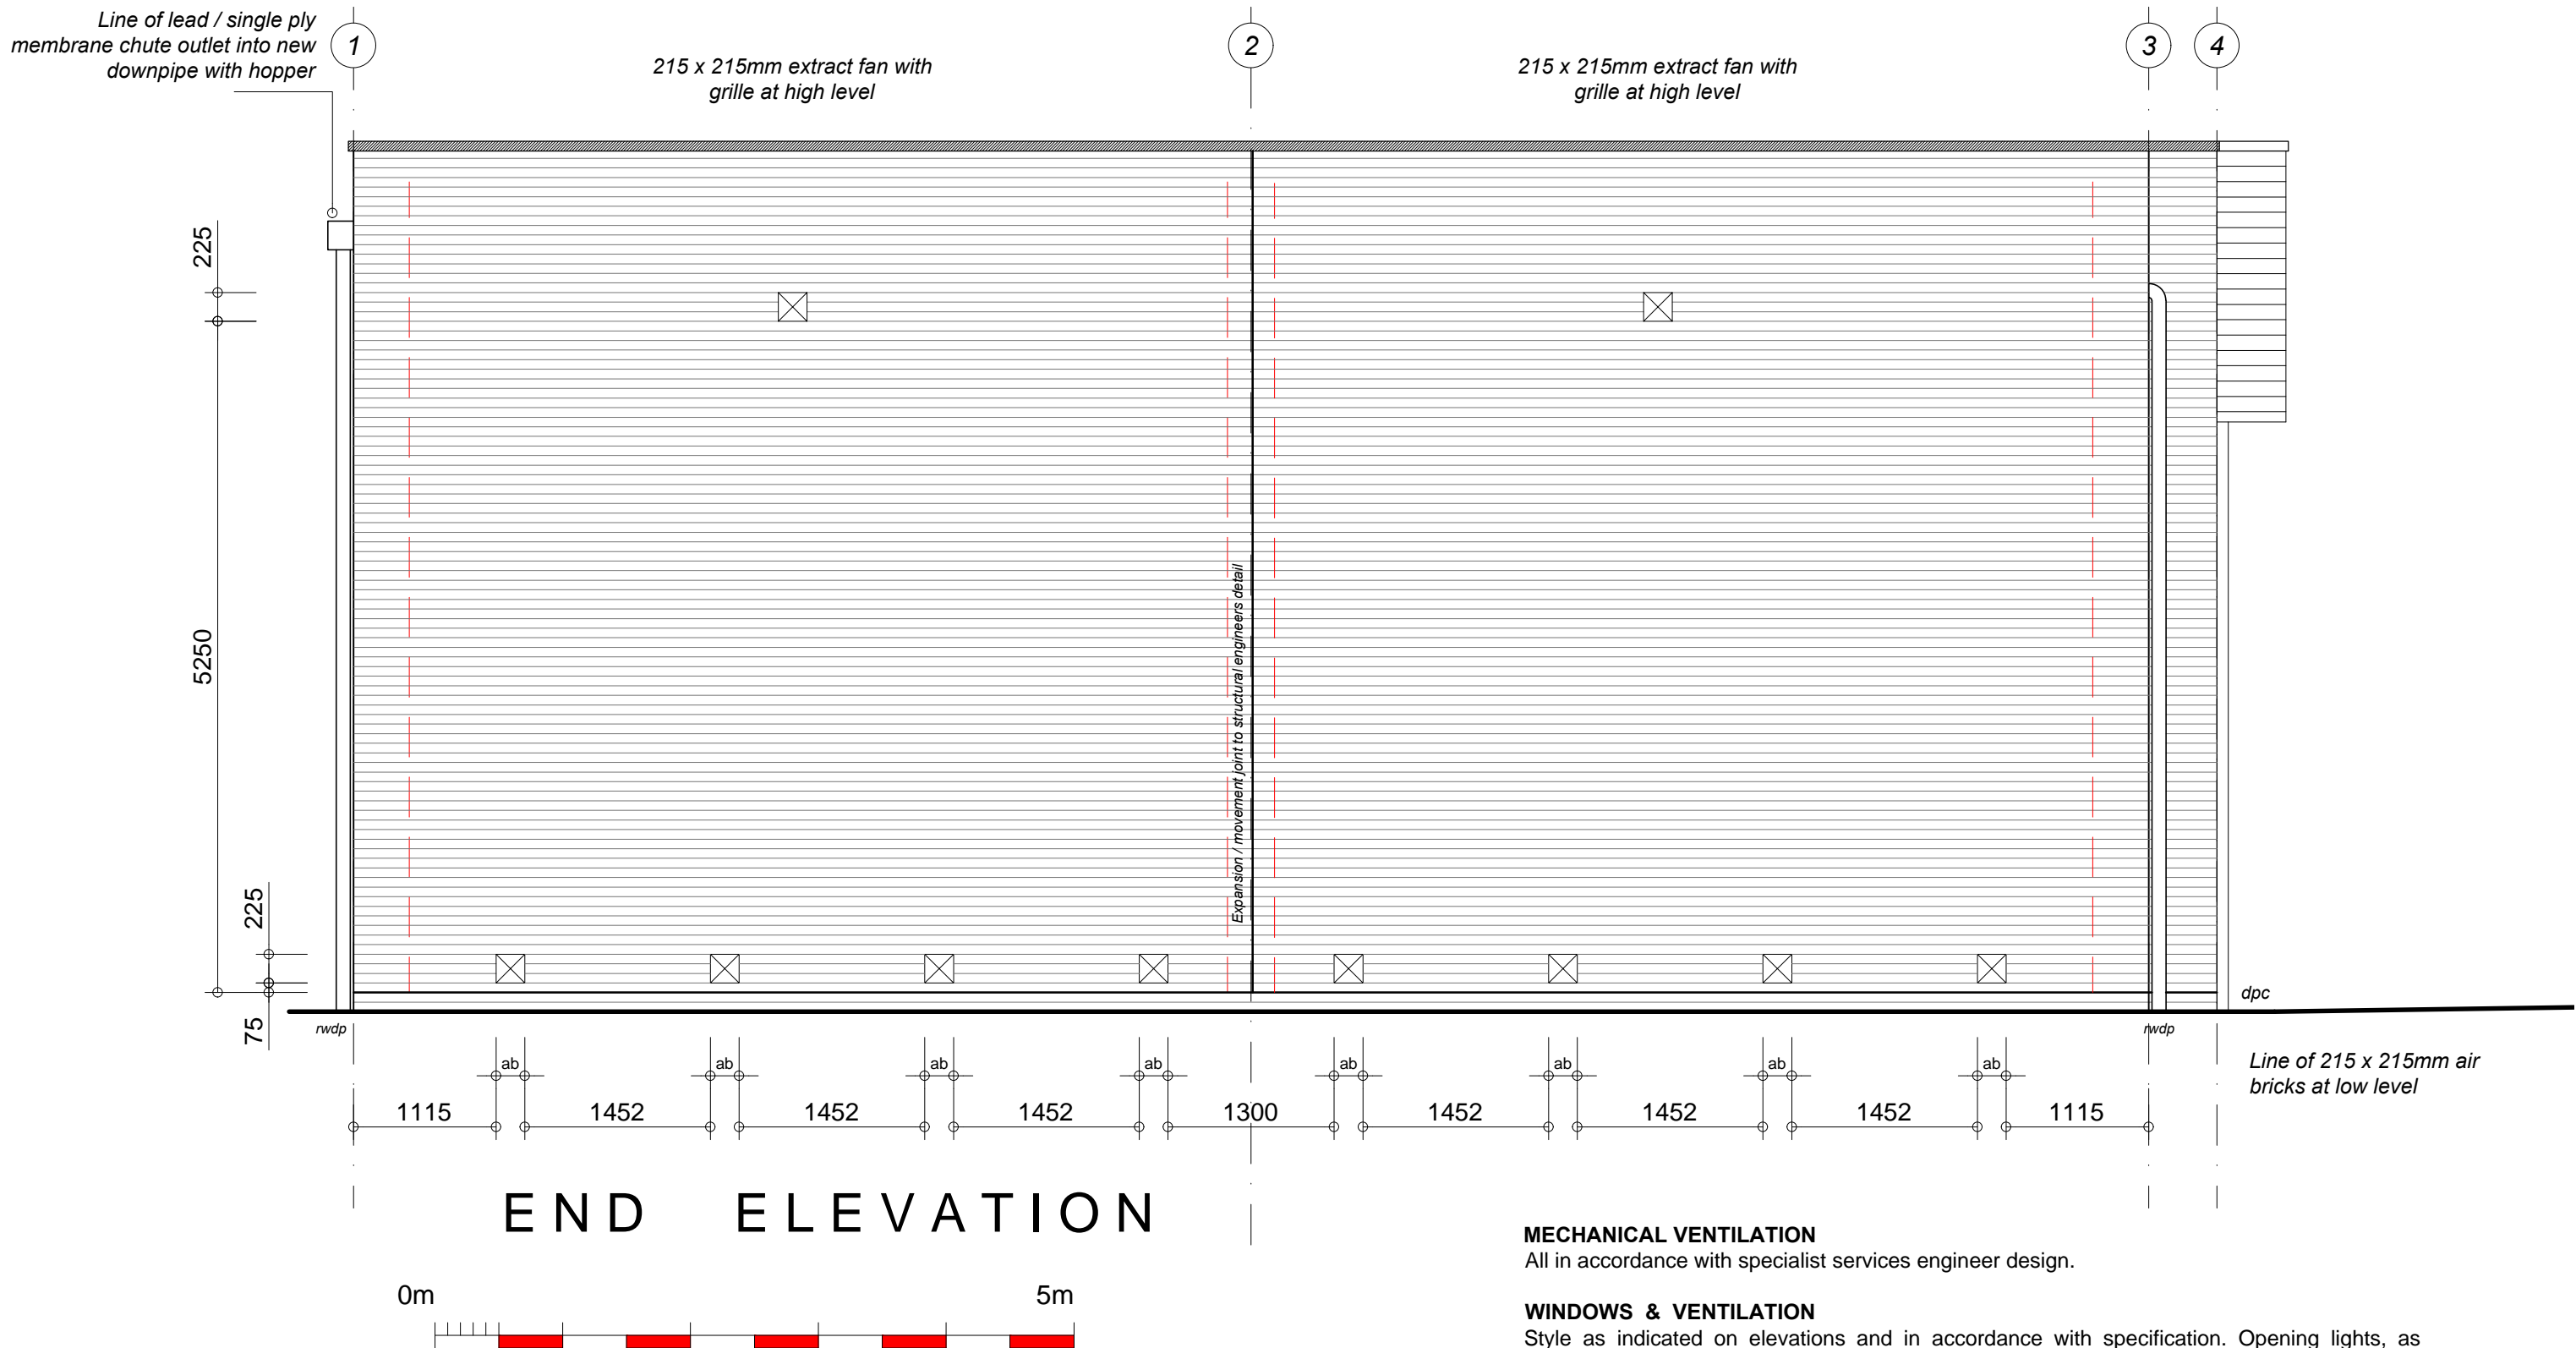 Line of lead / single ply
membrane chute outlet into new
downpipe with hopper
1
2
3
4
215 x 215mm extract fan with
grille at high level
215 x 215mm extract fan with
grille at high level
225
5250
225
75
Expansion / movement joint to structural engineers detail
dpc
rwdp
rwdp
ab
ab
ab
ab
ab
ab
ab
ab
Line of 215 x 215mm air
bricks at low level
1115
1452
1452
1452
1300
1452
1452
1452
1115
END ELEVATION
0m
5m
MECHANICAL VENTILATION
All in accordance with specialist services engineer design.
WINDOWS & VENTILATION
Style as indicated on elevations and in accordance with specification. Opening lights, as